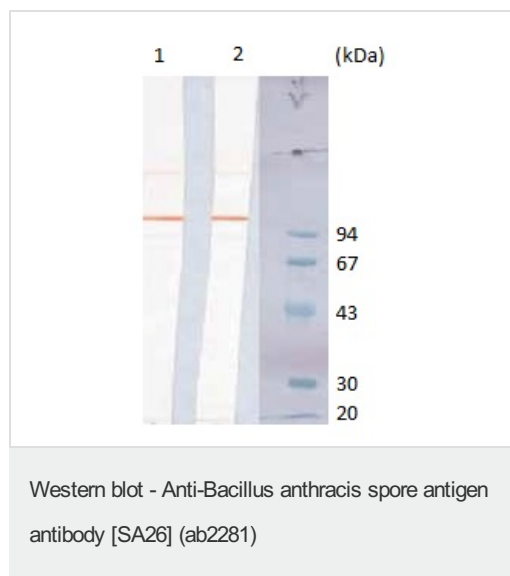 1 2 (kDa)
94
67
43
30
20
Western blot - Anti-Bacillus anthracis spore antigen
antibody [SA26] (ab2281)